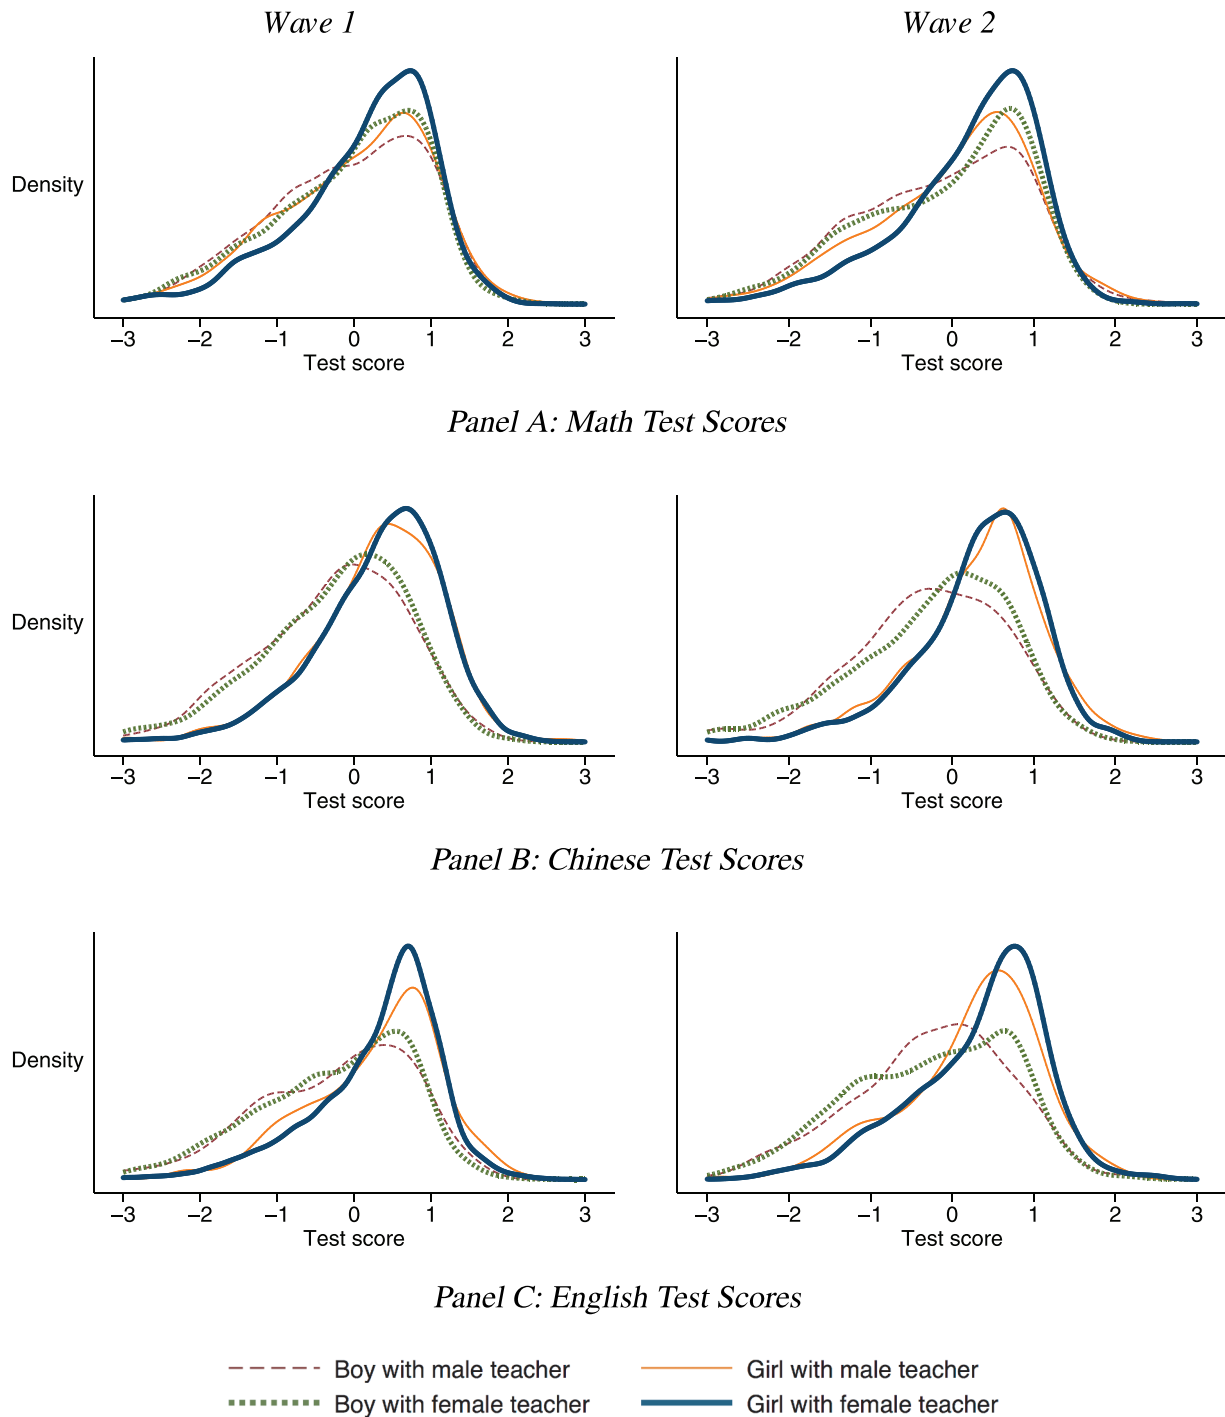 Wave 1 Wave 2
Density
−3 −2 −1 0 1 2 3 −3 −2 −1 0 1 2 3
Test score Test score
Panel A: Math Test Scores
Density
−3 −2 −1 0 1 2 3 −3 −2 −1 0 1 2 3
Test score Test score
Panel B: Chinese Test Scores
Density
−3 −2 −1 0 1 2 3 −3 −2 −1 0 1 2 3
Test score Test score
Panel C: English Test Scores
Boy with male teacher Girl with male teacher
Boy with female teacher Girl with female teacher